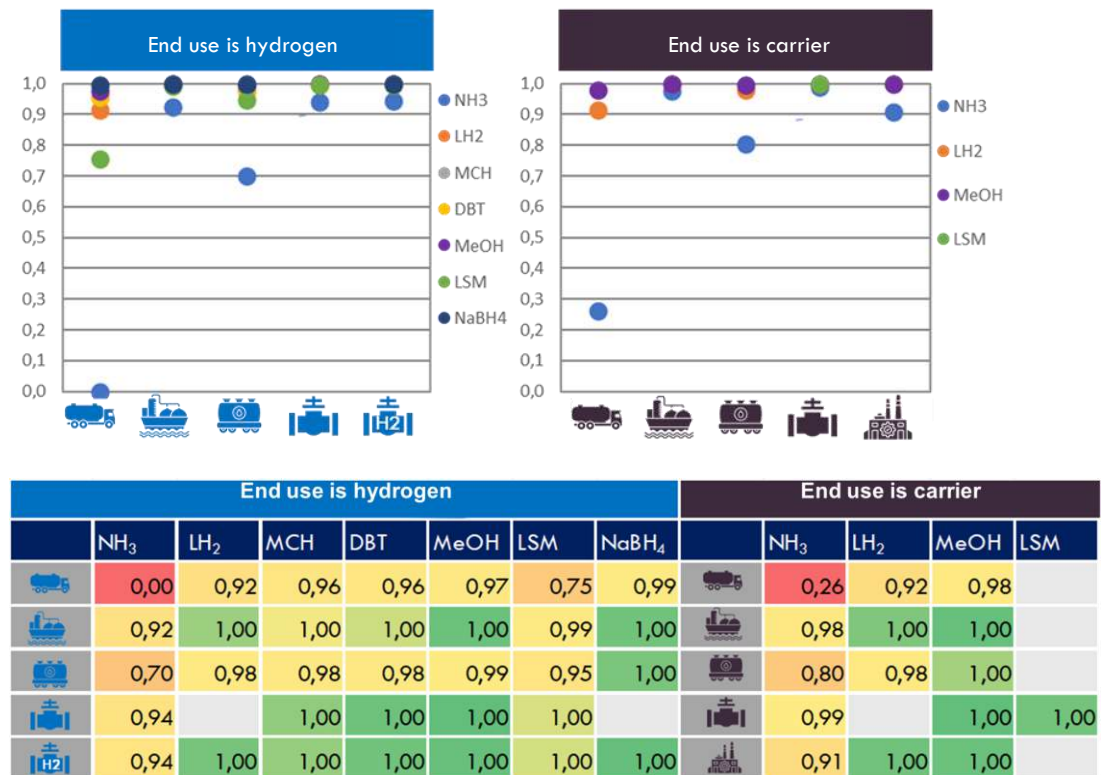 End use is hydrogen
1,0
0,9
0,8
0,7
0,6
0,5
0,4
0,3
0,2
0,1
0,0
NH3
LH2
MCH
DBT
MeOH
LSM
NaBH4
H2
End use is carrier
1,0
0,9
0,8
0,7
0,6
0,5
0,4
0,3
0,2
0,1
0,0
NH3
LH2
MeOH
LSM
End use is hydrogen End use is carrier
NH₃ LH₂ MCH DBT MeOH LSM NaBH₄ NH₃ LH₂ MeOH LSM
0,00 0,92 0,96 0,96 0,97 0,75 0,99 0,26 0,92 0,98
0,92 1,00 1,00 1,00 1,00 0,99 1,00 0,98 1,00 1,00
0,70 0,98 0,98 0,98 0,99 0,95 1,00 0,80 0,98 1,00
0,94 1,00 1,00 1,00 1,00 0,99 1,00 1,00
H2 0,94 1,00 1,00 1,00 1,00 1,00 1,00 0,91 1,00 1,00